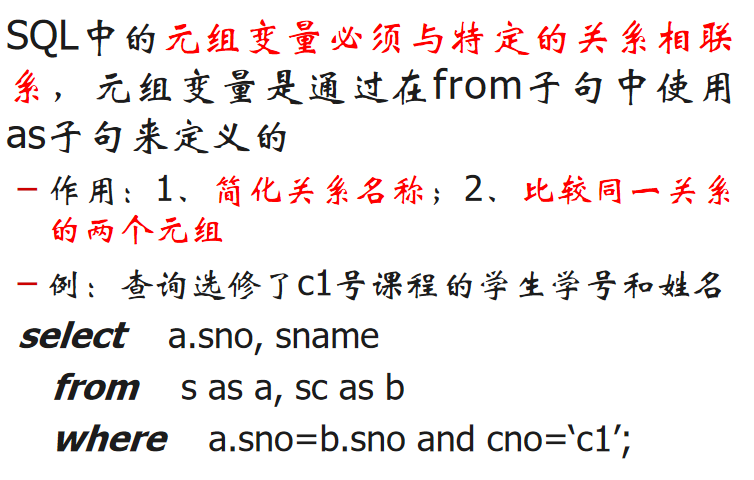 SQL中的元组变量必须与特定的关系相联
系，元组变量是通过在from子句中使用
as子句来定义的
– 作用：1、简化关系名称；2、比较同一关系
的两个元组
– 例：查询选修了c1号课程的学生学号和姓名
select a.sno, sname
from s as a, sc as b
where a.sno=b.sno and cno=‘c1’;